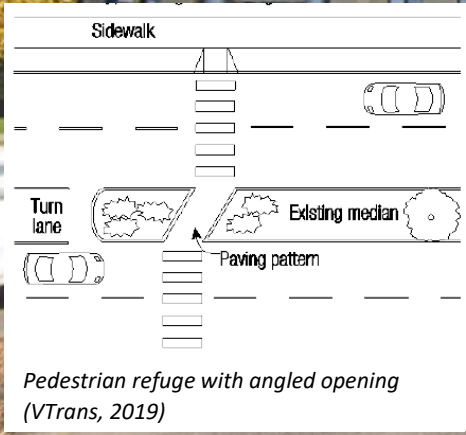 Sidewalk
Turn
lane
Existing median
Paving pattern
Pedestrian refuge with angled opening
(VTrans, 2019)